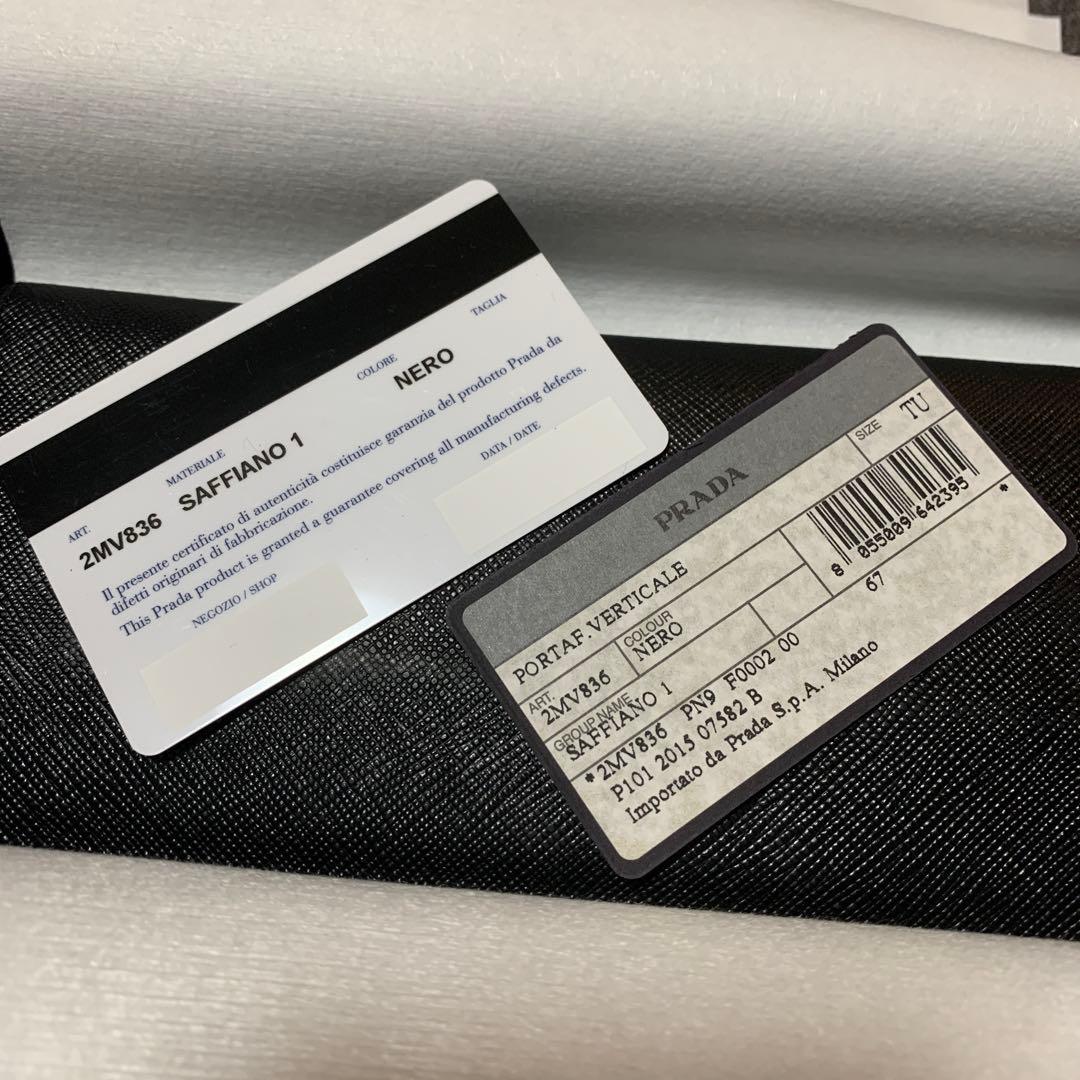 TAGLIA
COLORE
NERO
MATERIALE
SAFFIANO 1
ART.
2MV836
Il presente certificato di autenticità costituisce garanzia del prodotto Prada da
difetti originari di fabbricazione.
This Prada product is granted a guarantee covering all manufacturing defects.
NEGOZIO / SHOP
DATA / DATE
PRADA
PORTAF.VERTICALE
SIZE TU
ART.
2MV836
COLOUR
NERO
8 055009 642395
GROUP NAME
SAFFIANO 1
67
*2MV836 PN9 F0002 00 *
P101 2015 07582 B
Importato da Prada S.p.A. Milano